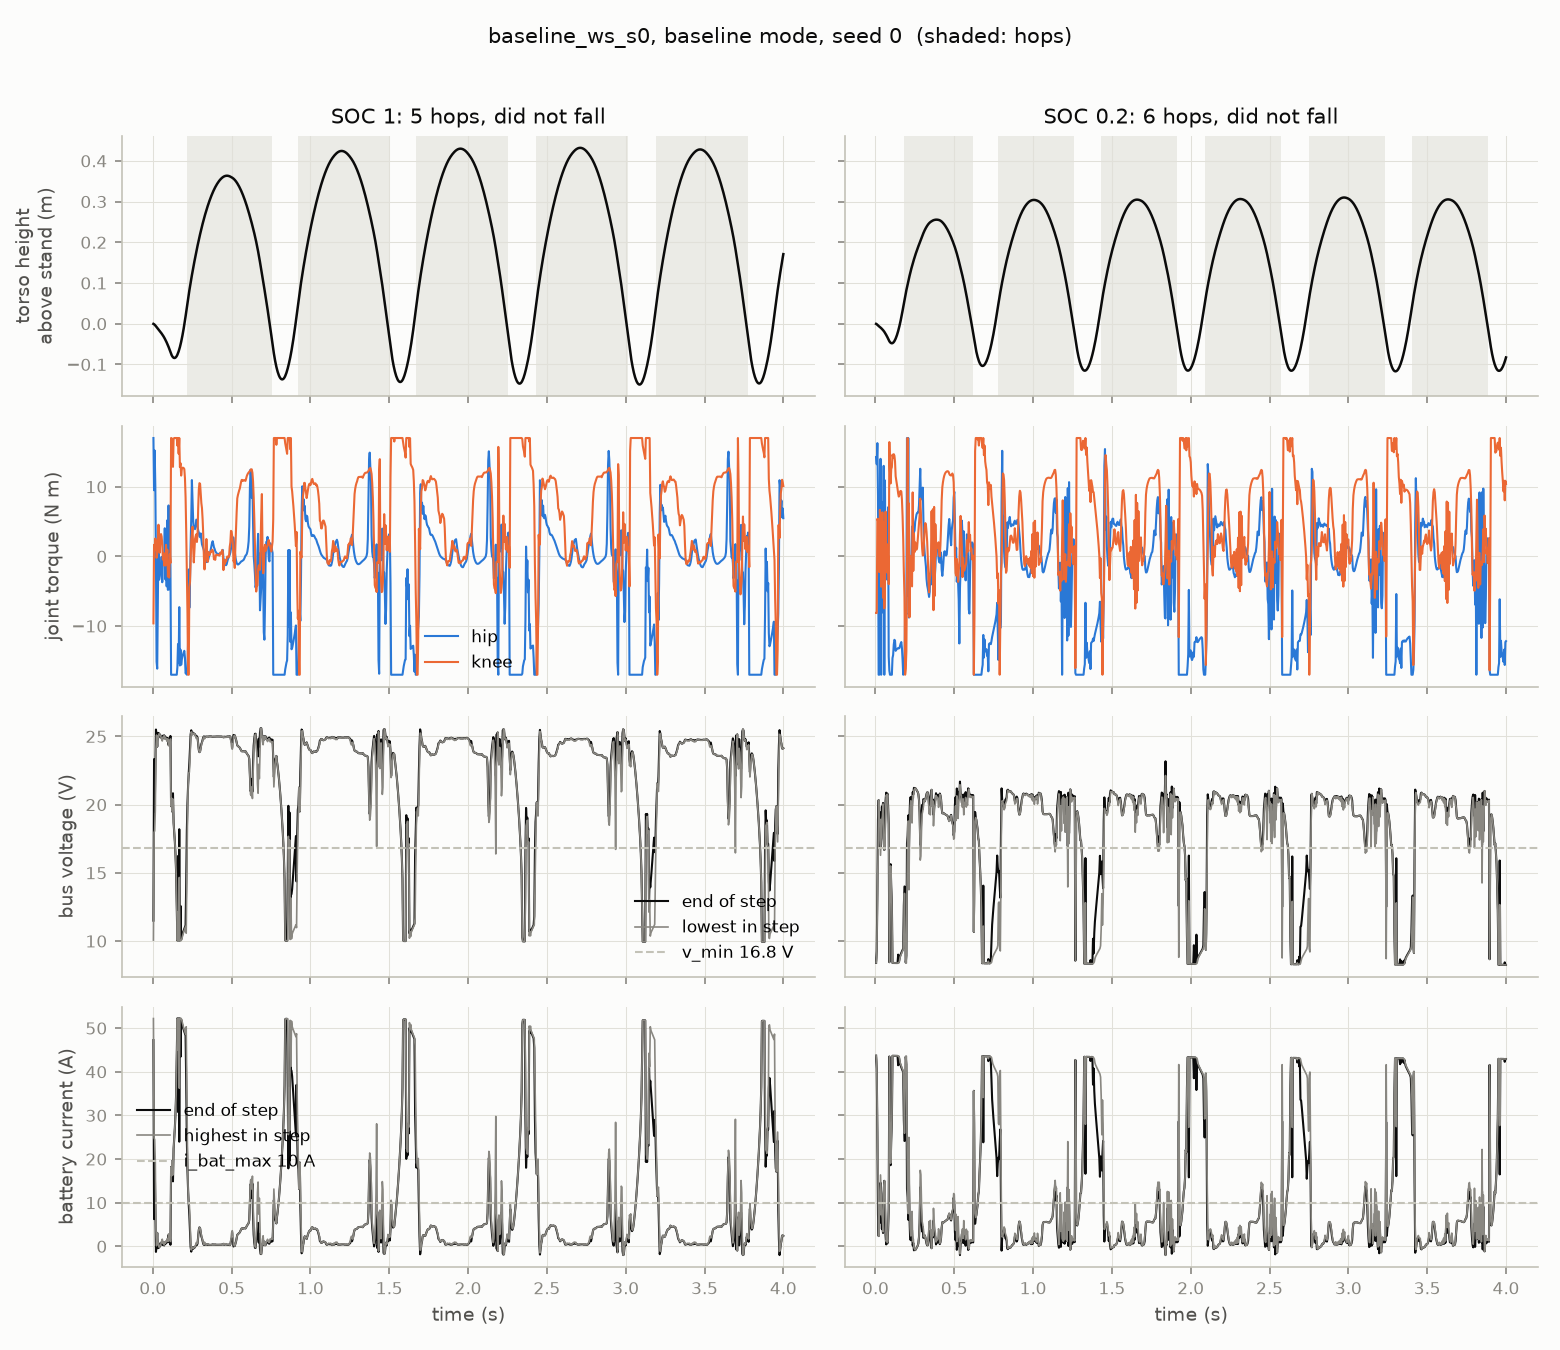 baseline_ws_s0, baseline mode, seed 0  (shaded: hops)
SOC 1: 5 hops, did not fall
SOC 0.2: 6 hops, did not fall
torso height
above stand (m)
0.4
0.3
0.2
0.1
0.0
−0.1
joint torque (N m)
10
0
−10
hip
knee
bus voltage (V)
25
20
15
10
end of step
lowest in step
v_min 16.8 V
battery current (A)
50
40
30
20
10
0
end of step
highest in step
i_bat_max 10 A
0.0 0.5 1.0 1.5 2.0 2.5 3.0 3.5 4.0
time (s)
0.0 0.5 1.0 1.5 2.0 2.5 3.0 3.5 4.0
time (s)